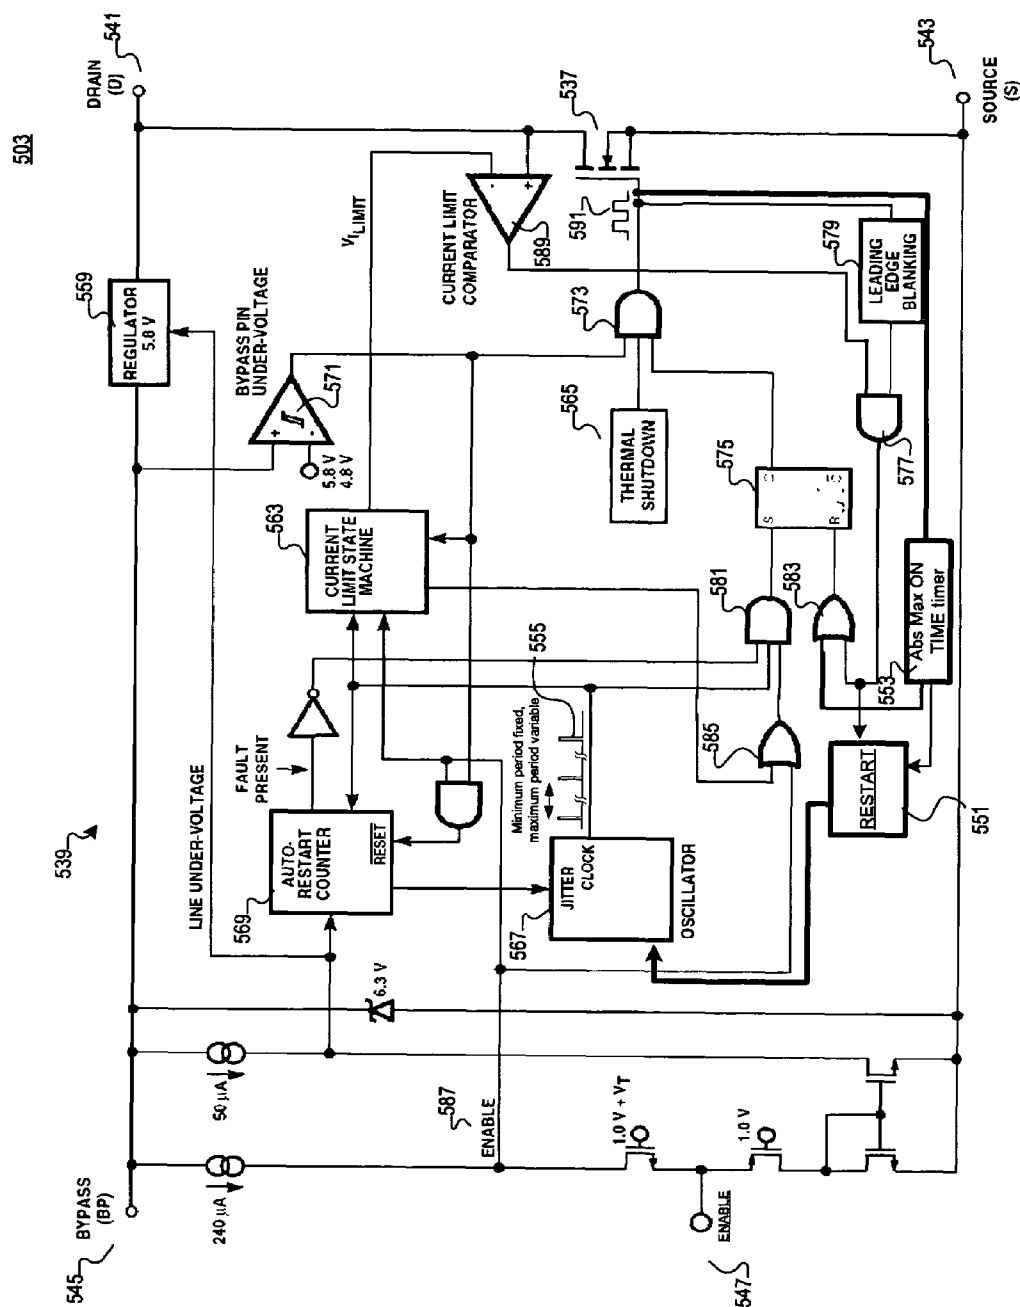 503
539
545
BYPASS
(BP)
240 µA
50 µA
587
ENABLE
1.0 V + VT
1.0 V
ENABLE
547
6.3 V
LINE UNDER-VOLTAGE
569
AUTO-
RESTART
COUNTER
RESET
FAULT
PRESENT
567
JITTER
CLOCK
OSCILLATOR
Minimum period fixed,
maximum period variable
555
563
CURRENT
LIMIT STATE
MACHINE
559
REGULATOR
5.8 V
BYPASS PIN
UNDER-VOLTAGE
571
+
-
5.8 V
4.8 V
VILIMIT
CURRENT LIMIT
COMPARATOR
-
+
589
DRAIN
(D)
541
537
591
573
565
THERMAL
SHUTDOWN
575
S
Q
R
Q
581
583
585
577
579
LEADING
EDGE
BLANKING
553
Abs Max ON
TIME timer
RESTART
551
543
SOURCE
(S)